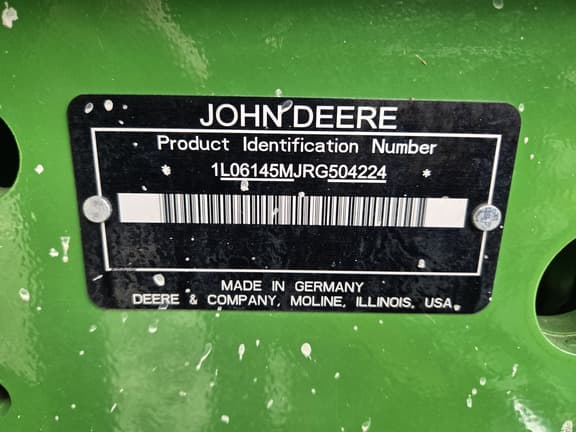 JOHN DEERE
Product Identification Number
* 1L06145MJRG504224 *
MADE IN GERMANY
DEERE & COMPANY, MOLINE, ILLINOIS, USA